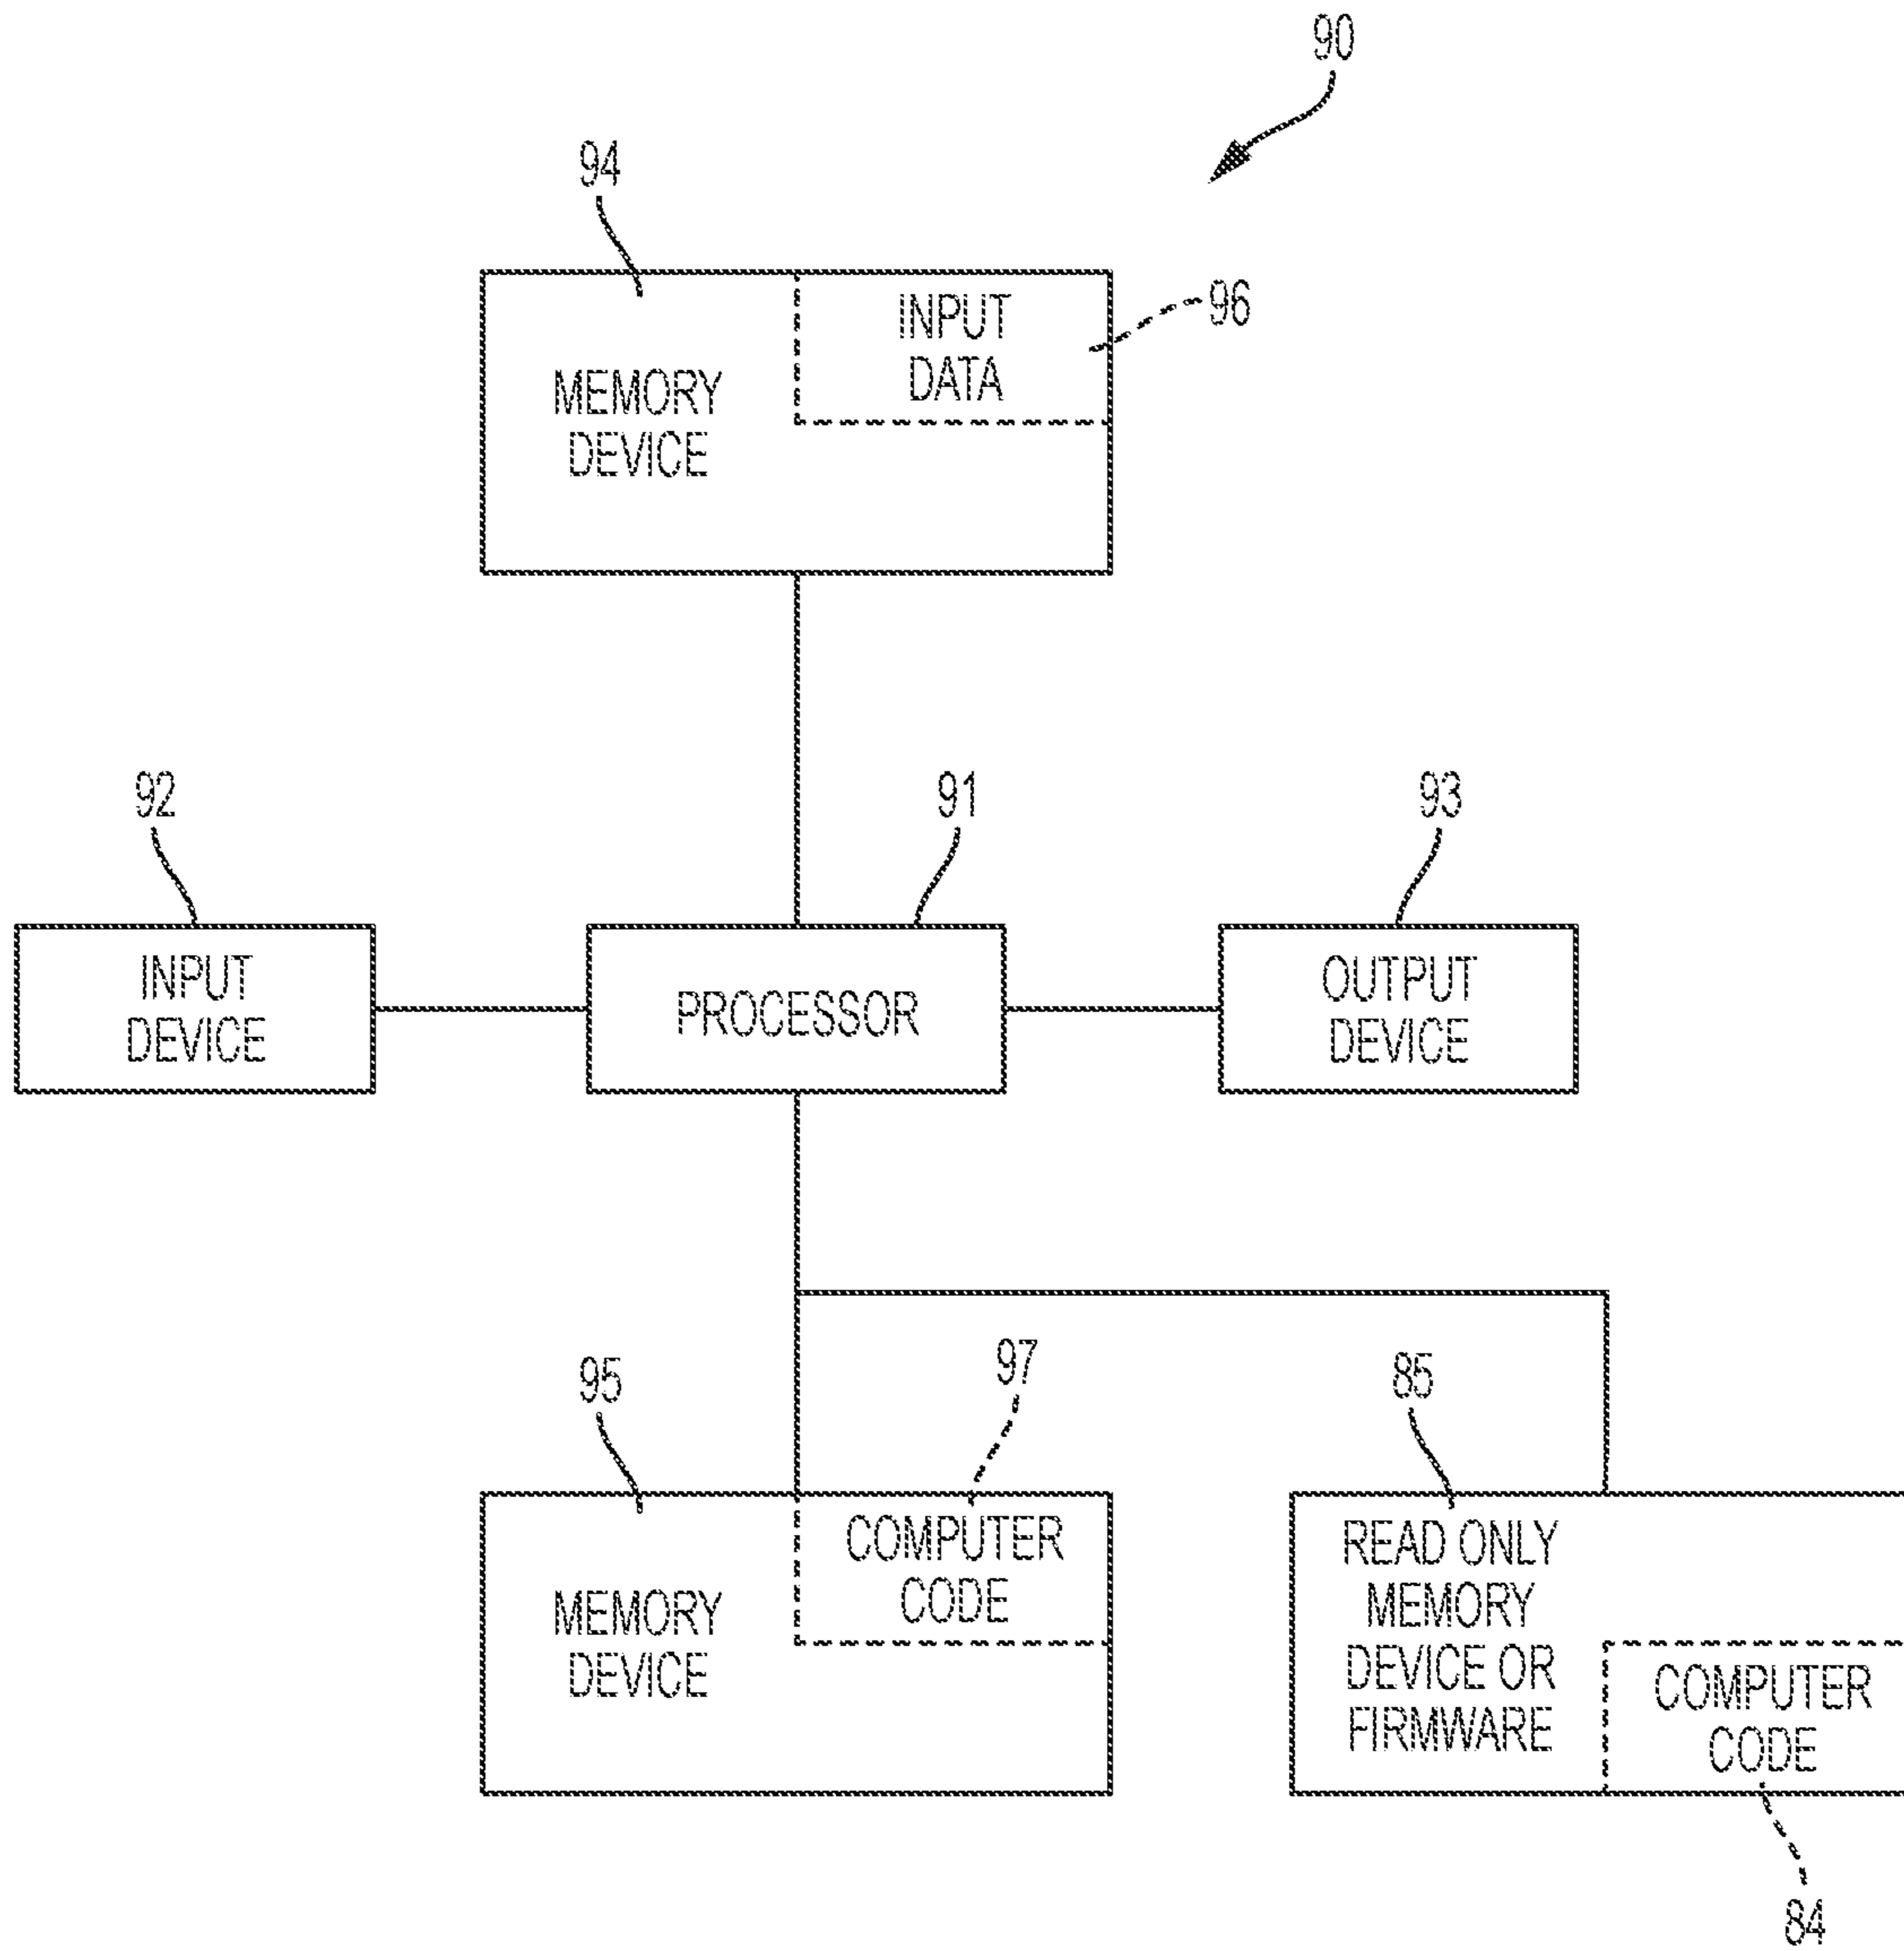 90
94
INPUT
DATA
96
MEMORY
DEVICE
92
91
93
INPUT
DEVICE
PROCESSOR
OUTPUT
DEVICE
95
97
85
COMPUTER
CODE
MEMORY
DEVICE
READ ONLY
MEMORY
DEVICE OR
FIRMWARE
COMPUTER
CODE
84